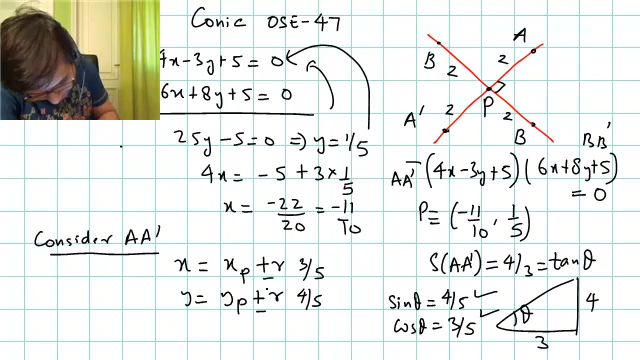 Conic OSE-47
4x-3y+5=0
6x+8y+5=0
25y-5=0 ⇒ y=1/5
4x = -5 + 3×1/5
x = -22/20 = -11/10
Consider AA'
x = xp ± r 3/5
y = yp ± r 4/5
A
B 2 2
P
A' 2 2
B
BB'
AA' (4x-3y+5)(6x+8y+5) = 0
P ≡ (-11/10, 1/5)
S(AA') = 4/3 = tanθ
sinθ = 4/5 ✓
cosθ = 3/5 ✓
θ 4
3